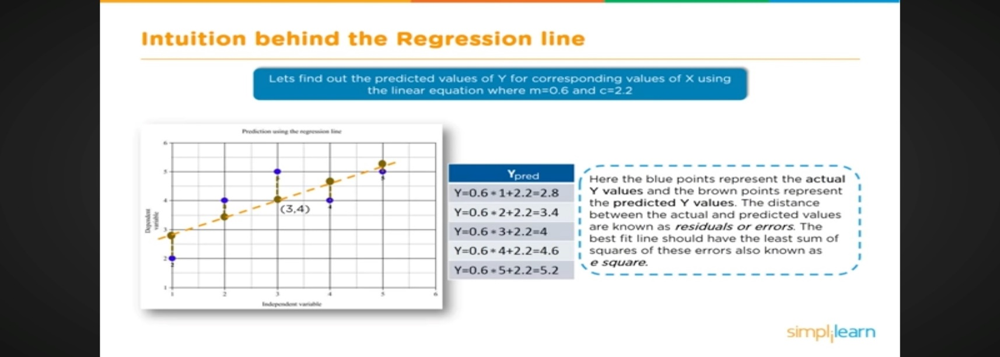 Intuition behind the Regression line
Lets find out the predicted values of Y for corresponding values of X using
the linear equation where m=0.6 and c=2.2
Prediction using the regression line
6
5
4
3
2
1
Dependent
variable
(3,4)
2
4
5
1 2 3 4 5 6
Independent variable
Ypred
Y=0.6*1+2.2=2.8
Y=0.6*2+2.2=3.4
Y=0.6*3+2.2=4
Y=0.6*4+2.2=4.6
Y=0.6*5+2.2=5.2
Here the blue points represent the actual
Y values and the brown points represent
the predicted Y values. The distance
between the actual and predicted values
are known as residuals or errors. The
best fit line should have the least sum of
squares of these errors also known as
e square.
simplilearn